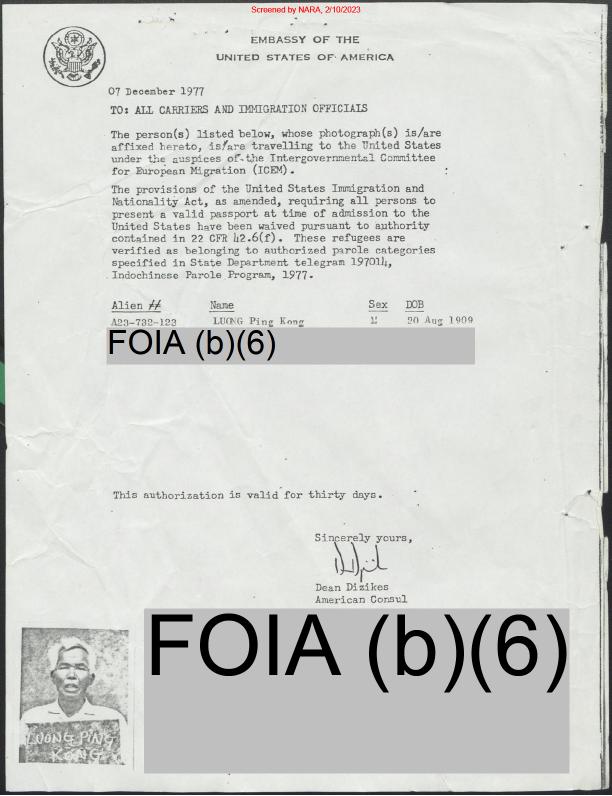 Screened by NARA, 2/10/2023
EMBASSY OF THE
UNITED STATES OF AMERICA
07 December 1977
TO: ALL CARRIERS AND IMMIGRATION OFFICIALS
The person(s) listed below, whose photograph(s) is/are
affixed hereto, is/are travelling to the United States
under the auspices of the Intergovernmental Committee
for European Migration (ICEM).
The provisions of the United States Immigration and
Nationality Act, as amended, requiring all persons to
present a valid passport at time of admission to the
United States have been waived pursuant to authority
contained in 22 CFR 42.6(f). These refugees are
verified as belonging to authorized parole categories
specified in State Department telegram 197014,
Indochinese Parole Program, 1977.
Alien # Name Sex DOB
A23-732-123 LUONG Ping Kong M 20 Aug 1909
FOIA (b)(6)
This authorization is valid for thirty days.
Sincerely yours,
Dean Dizikes
American Consul
FOIA (b)(6)
LUONG PING
KONG